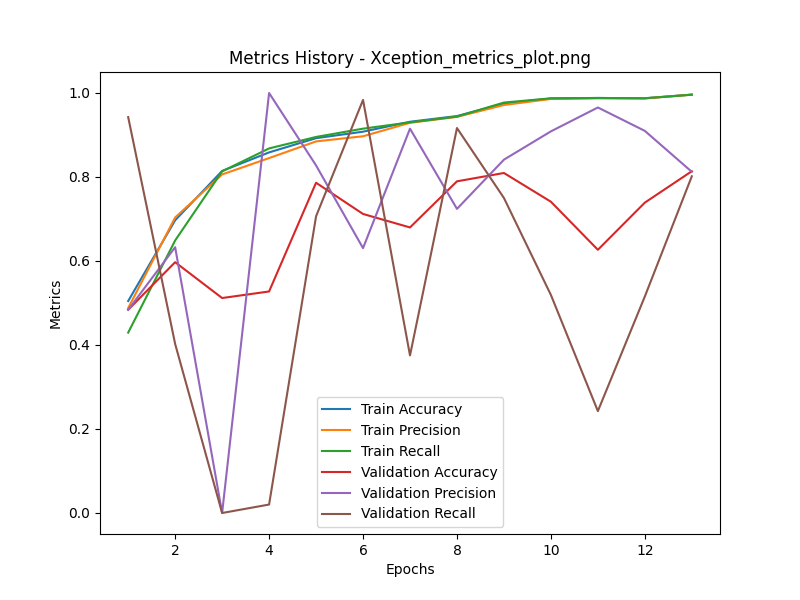 Metrics History - Xception_metrics_plot.png
1.0
0.8
0.6
0.4
0.2
0.0
Metrics
Train Accuracy
Train Precision
Train Recall
Validation Accuracy
Validation Precision
Validation Recall
2 4 6 8 10 12
Epochs